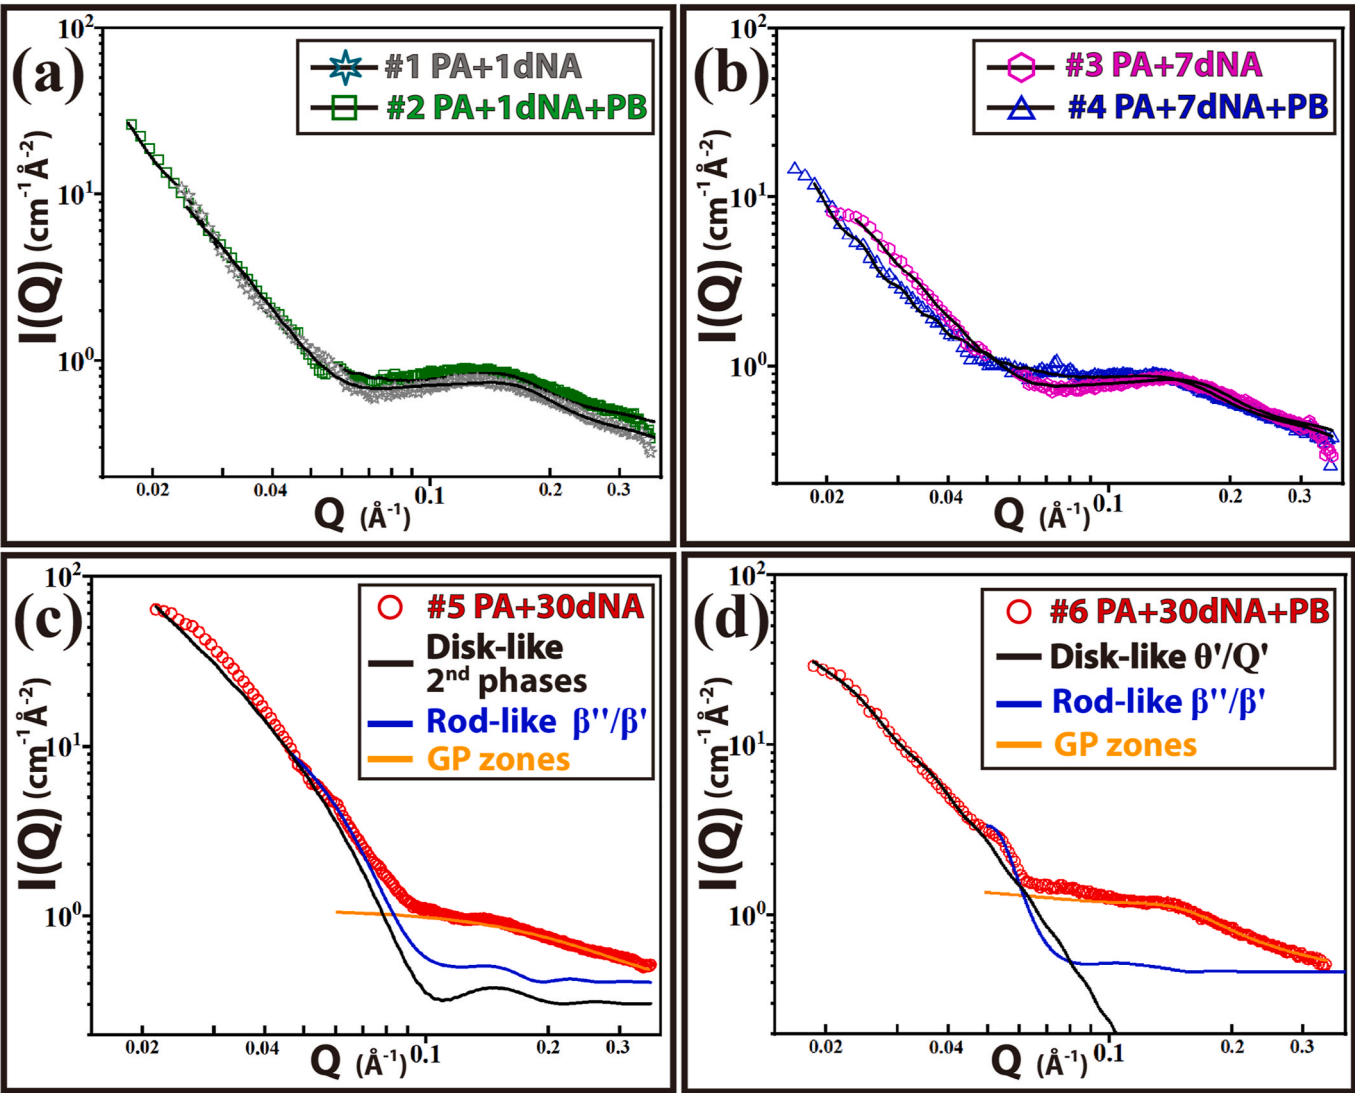 (a)
10²
10¹
10⁰
I(Q) (cm⁻¹Å⁻²)
#1 PA+1dNA
#2 PA+1dNA+PB
0.02 0.04 0.1 0.2 0.3
Q (Å⁻¹)
(b)
10²
10¹
10⁰
I(Q) (cm⁻¹Å⁻²)
#3 PA+7dNA
#4 PA+7dNA+PB
0.02 0.04 0.1 0.2 0.3
Q (Å⁻¹)
(c)
10²
10¹
10⁰
I(Q) (cm⁻¹Å⁻²)
#5 PA+30dNA
Disk-like
2ⁿᵈ phases
Rod-like β''/β'
GP zones
0.02 0.04 0.1 0.2 0.3
Q (Å⁻¹)
(d)
10²
10¹
10⁰
I(Q) (cm⁻¹Å⁻²)
#6 PA+30dNA+PB
Disk-like θ'/Q'
Rod-like β''/β'
GP zones
0.02 0.04 0.1 0.2 0.3
Q (Å⁻¹)